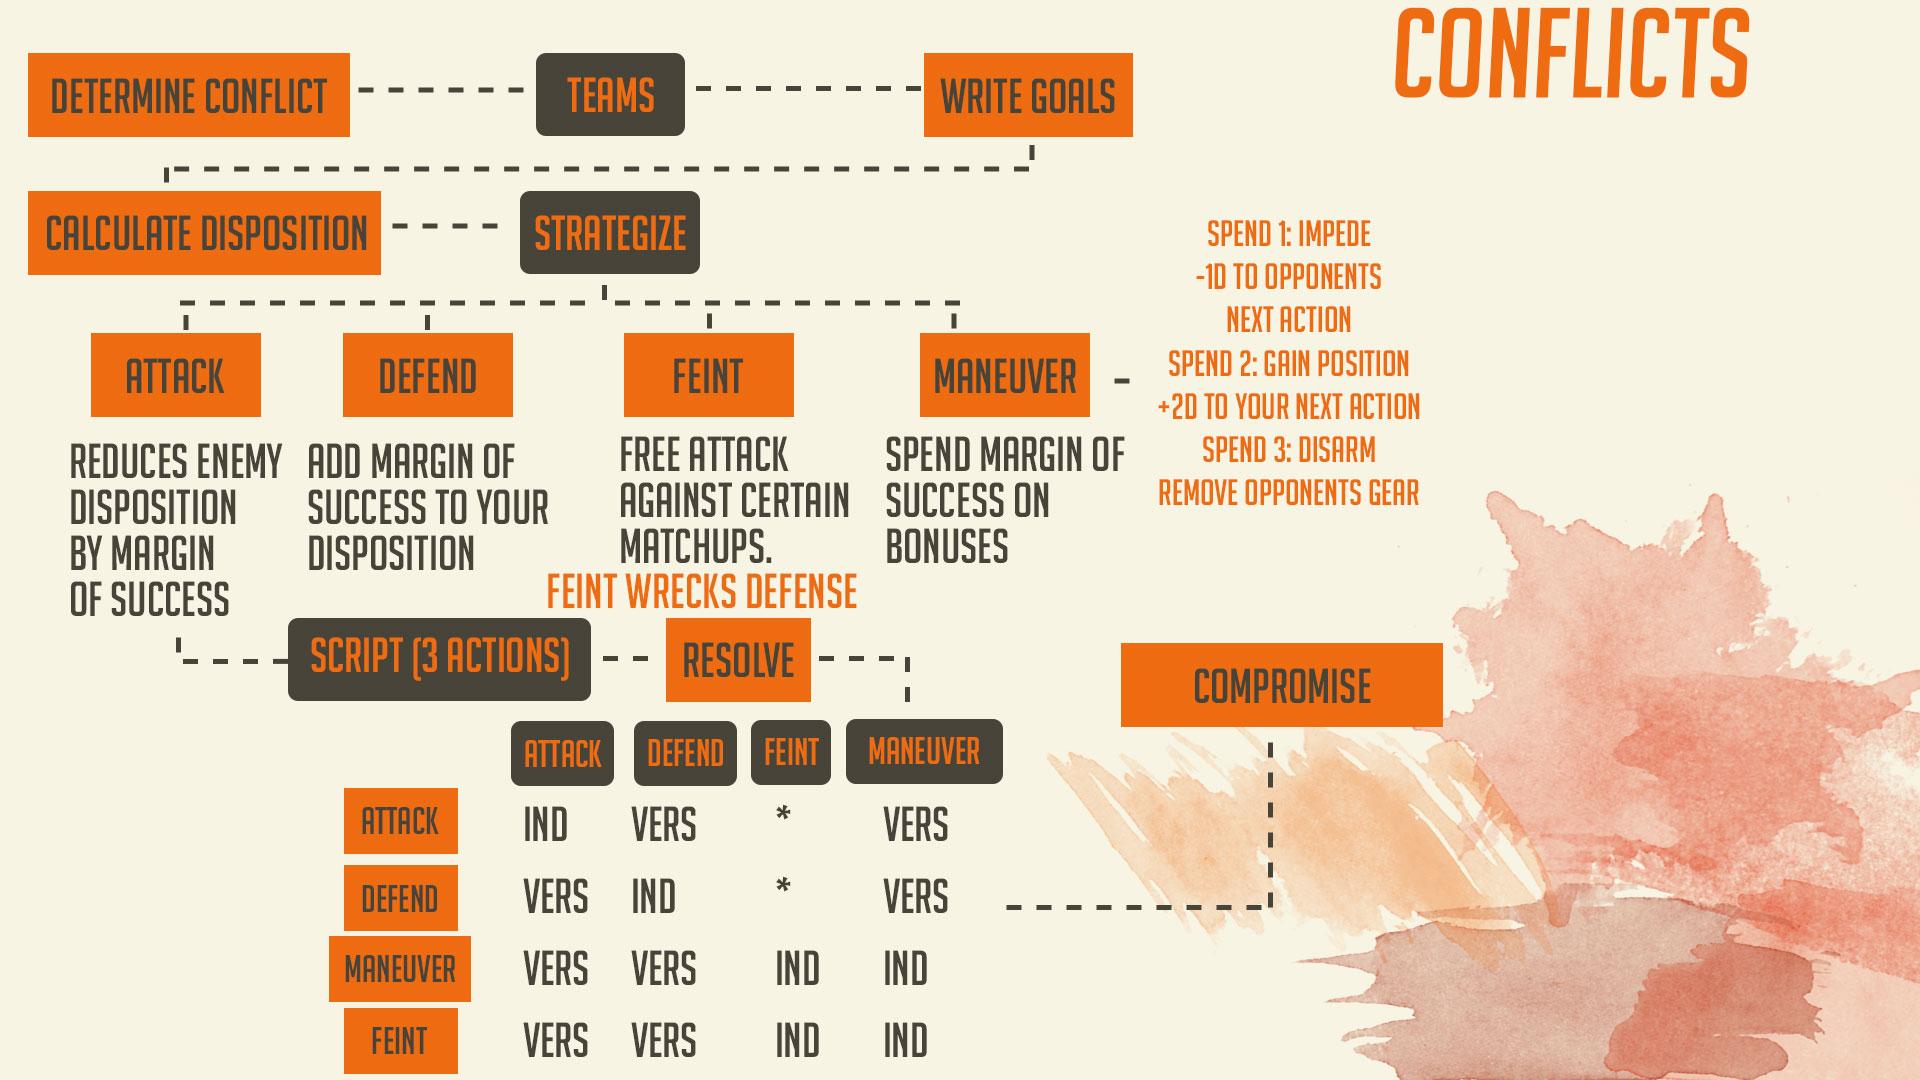 CONFLICTS
DETERMINE CONFLICT
TEAMS
WRITE GOALS
CALCULATE DISPOSITION
STRATEGIZE
ATTACK
REDUCES ENEMY
DISPOSITION
BY MARGIN
OF SUCCESS
DEFEND
ADD MARGIN OF
SUCCESS TO YOUR
DISPOSITION
FEINT
FREE ATTACK
AGAINST CERTAIN
MATCHUPS.
FEINT WRECKS DEFENSE
MANEUVER
SPEND MARGIN OF
SUCCESS ON
BONUSES
SPEND 1: IMPEDE
-1D TO OPPONENTS
NEXT ACTION
SPEND 2: GAIN POSITION
+2D TO YOUR NEXT ACTION
SPEND 3: DISARM
REMOVE OPPONENTS GEAR
SCRIPT (3 ACTIONS)
RESOLVE
COMPROMISE
ATTACK DEFEND FEINT MANEUVER
ATTACK IND VERS * VERS
DEFEND VERS IND * VERS
MANEUVER VERS VERS IND IND
FEINT VERS VERS IND IND